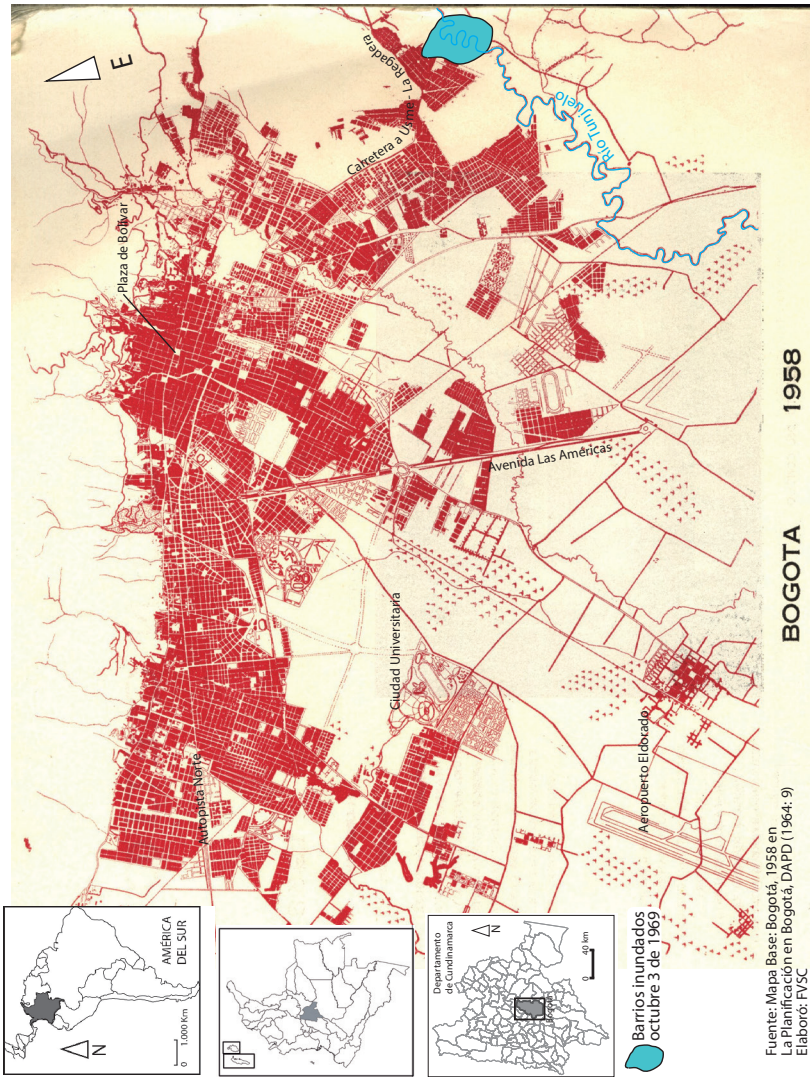 E
Plaza de Bolívar
Carretera a Usme - La Regadera
Río Tunjuelo
Avenida Las Américas
Ciudad Universitaria
Autopista Norte
Aeropuerto Eldorado
BOGOTA 1958
AMÉRICA
DEL SUR
N
0 1.000 Km
Departamento
de Cundinamarca
N
Bogotá
0 40 km
Barrios inundados
octubre 3 de 1969
Fuente: Mapa Base: Bogotá, 1958 en
La Planificación en Bogotá, DAPD (1964: 9)
Elaboró: FVSC